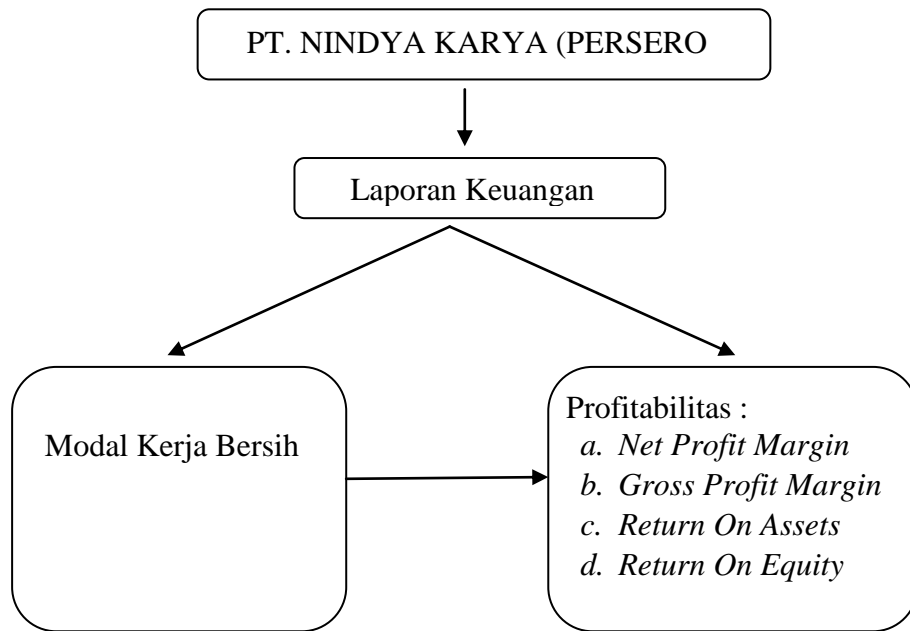 PT. NINDYA KARYA (PERSERO
Laporan Keuangan
Modal Kerja Bersih
Profitabilitas :
a. Net Profit Margin
b. Gross Profit Margin
c. Return On Assets
d. Return On Equity